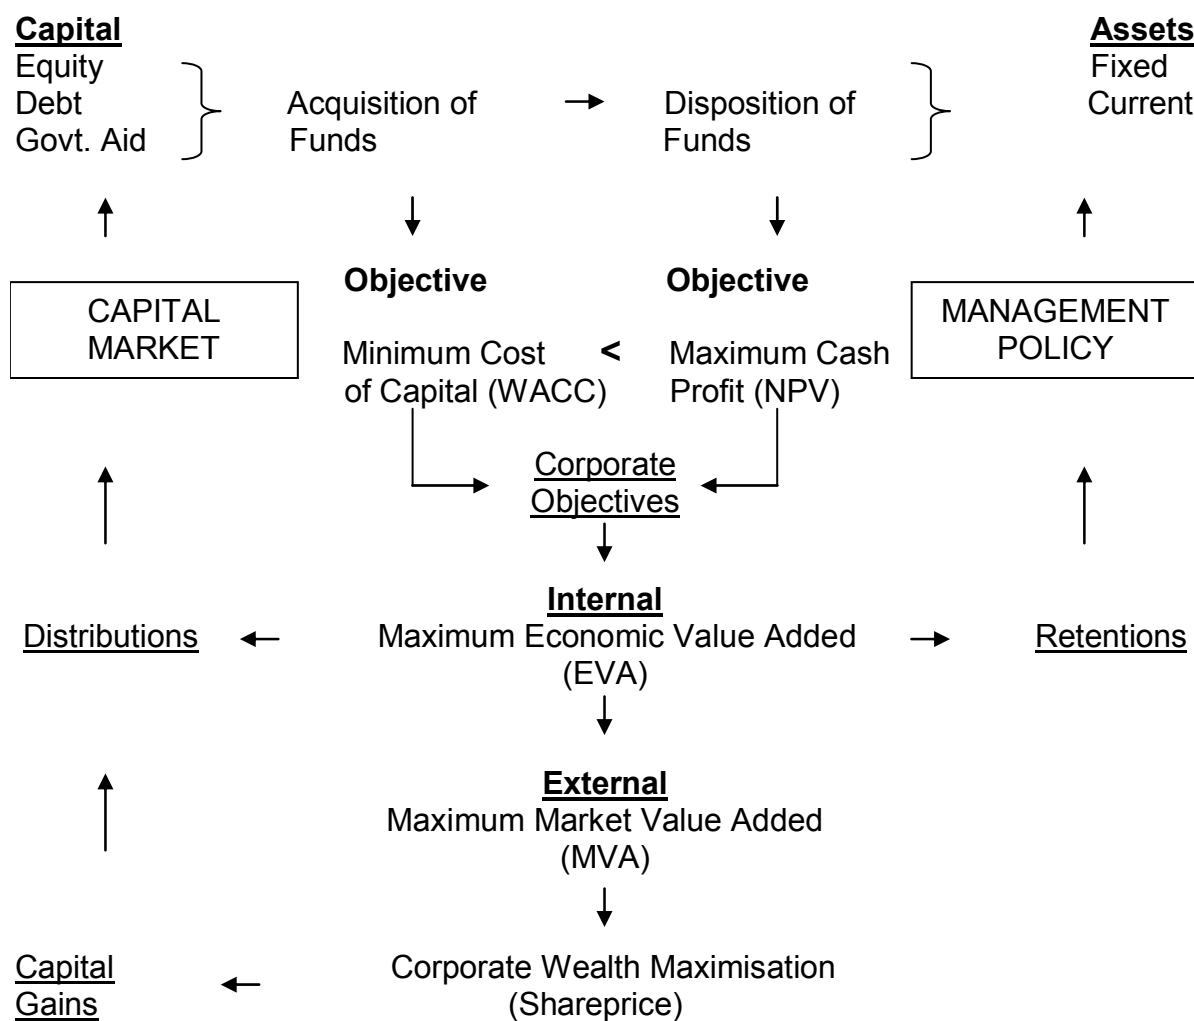 Capital
Equity
Debt
Govt. Aid
Acquisition of
Funds
Disposition of
Funds
Assets
Fixed
Current
Objective
Objective
CAPITAL
MARKET
Minimum Cost
of Capital (WACC)
<
Maximum Cash
Profit (NPV)
MANAGEMENT
POLICY
Corporate
Objectives
Internal
Distributions
Maximum Economic Value Added
(EVA)
Retentions
External
Maximum Market Value Added
(MVA)
Capital
Gains
Corporate Wealth Maximisation
(Shareprice)